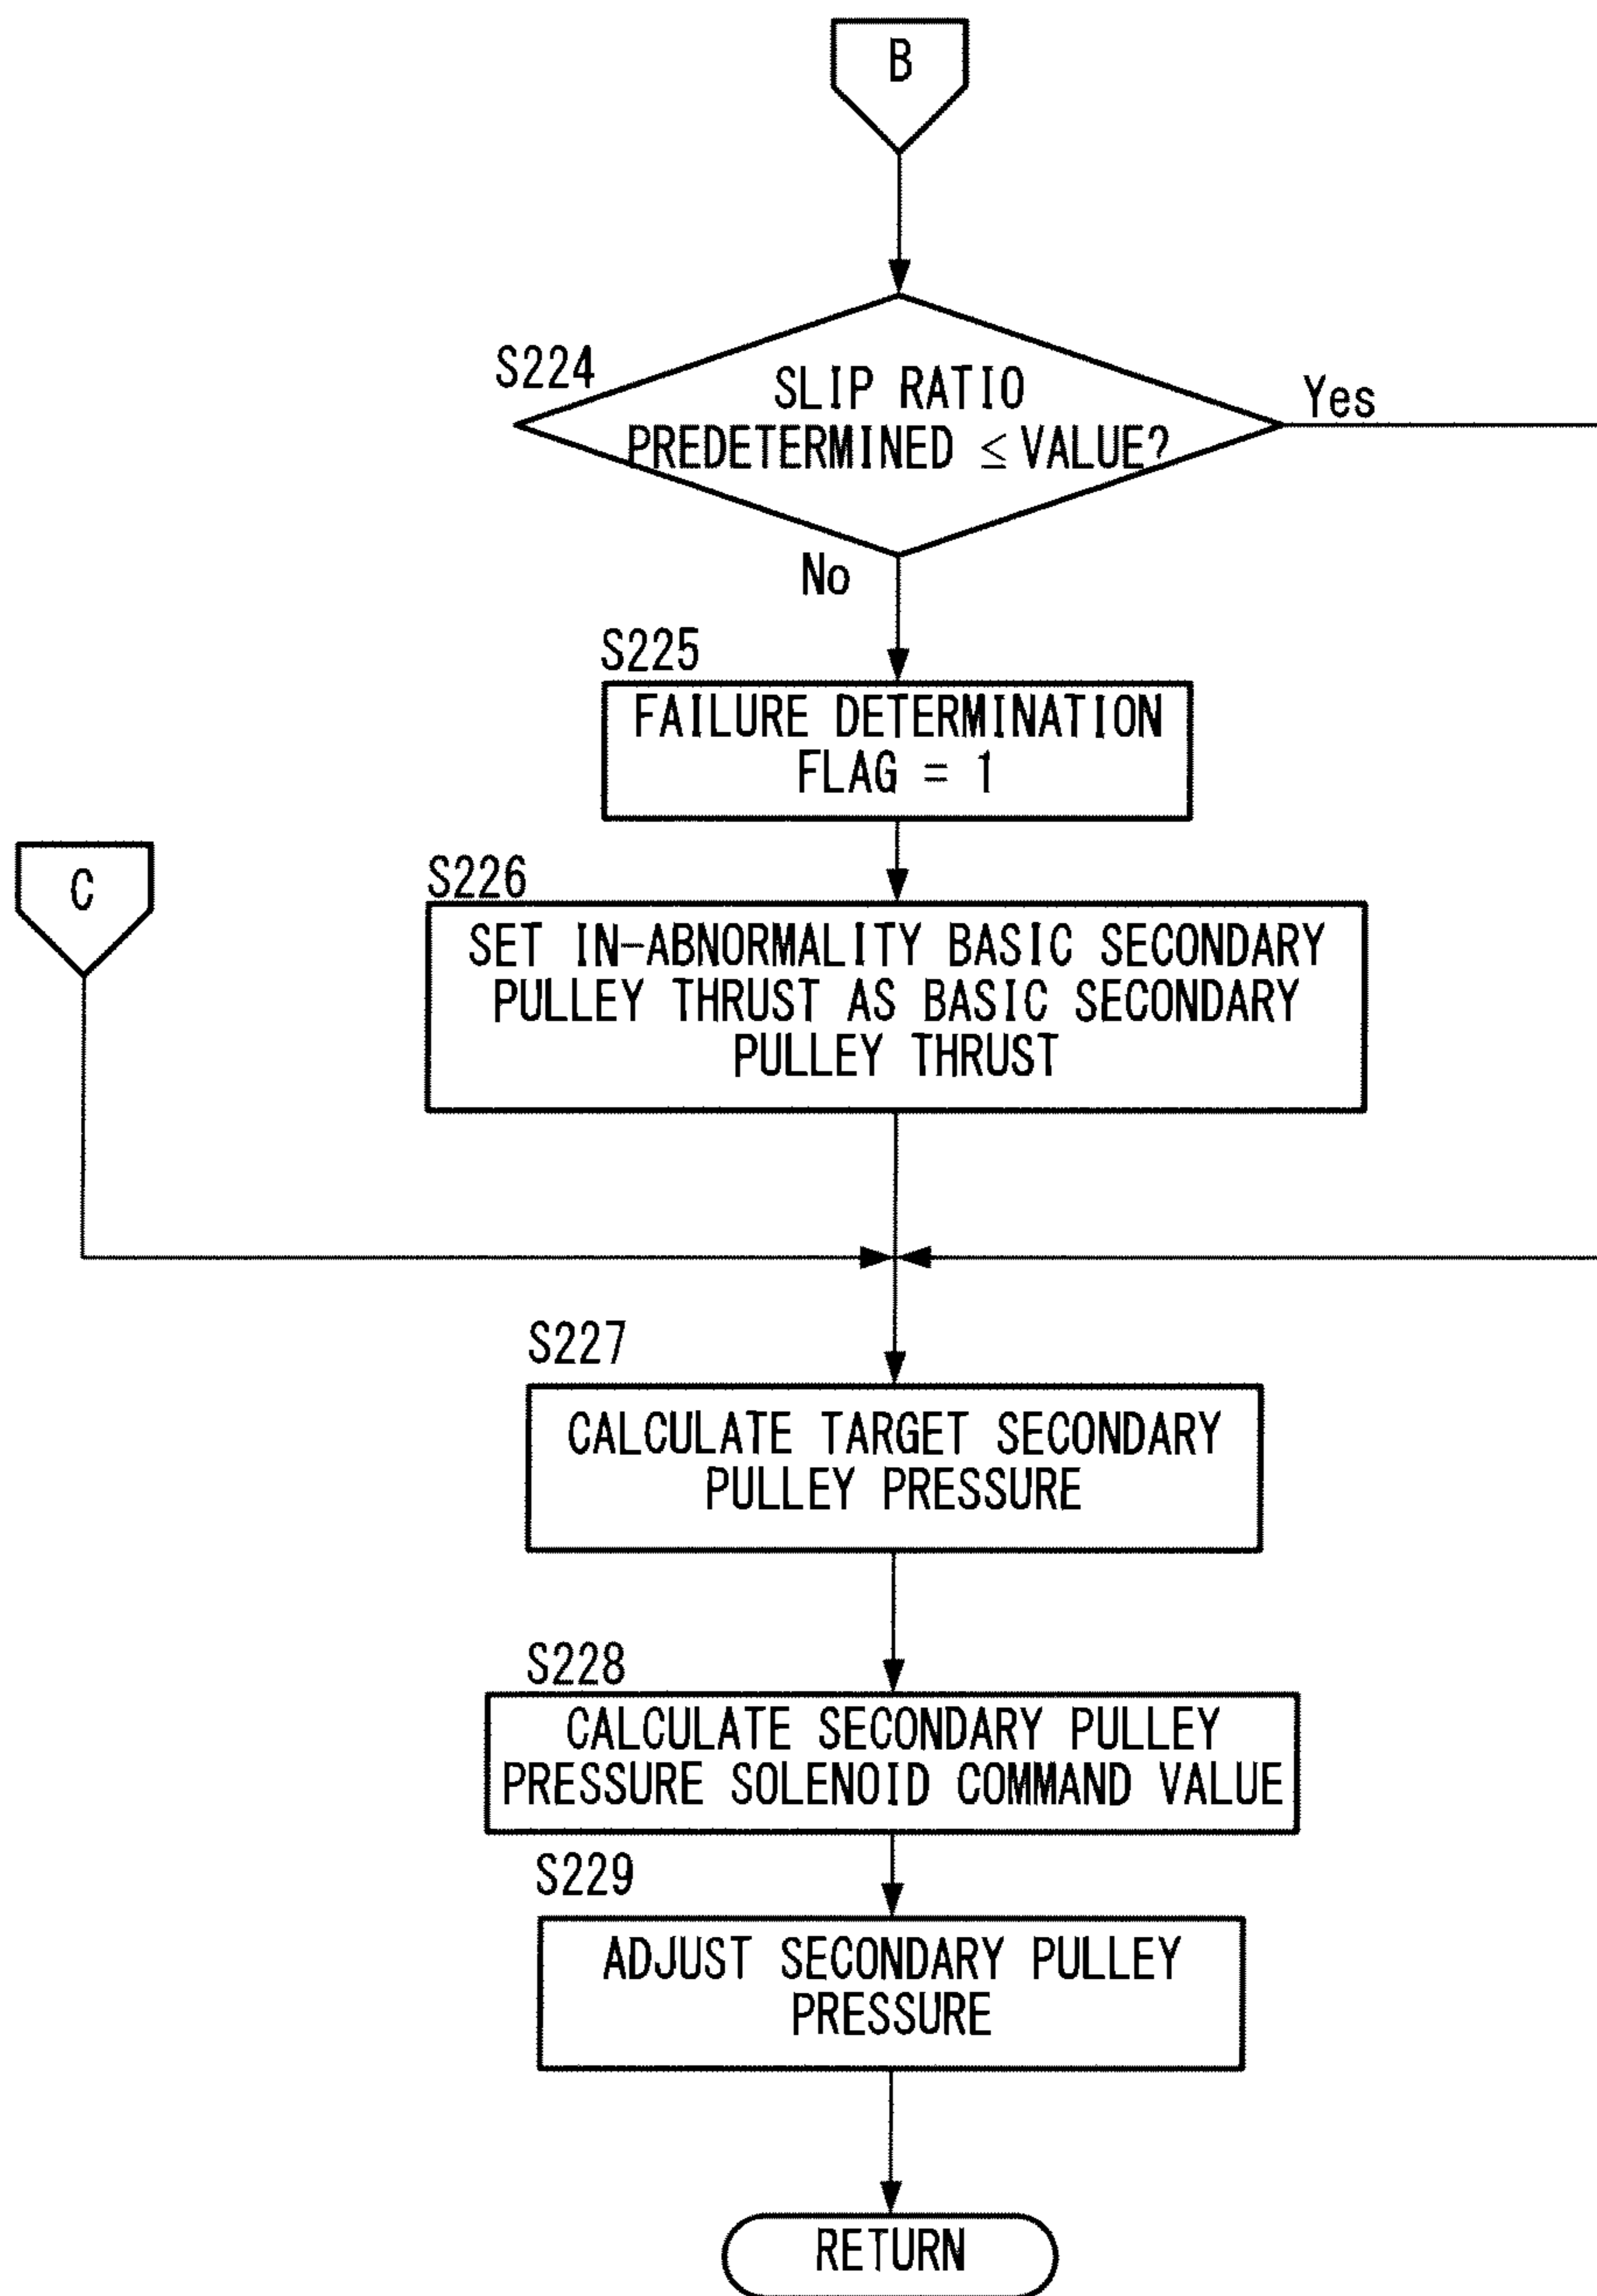 B
S224
SLIP RATIO
PREDETERMINED ≤ VALUE?
Yes
No
S225
FAILURE DETERMINATION
FLAG = 1
C
S226
SET IN-ABNORMALITY BASIC SECONDARY
PULLEY THRUST AS BASIC SECONDARY
PULLEY THRUST
S227
CALCULATE TARGET SECONDARY
PULLEY PRESSURE
S228
CALCULATE SECONDARY PULLEY
PRESSURE SOLENOID COMMAND VALUE
S229
ADJUST SECONDARY PULLEY
PRESSURE
RETURN